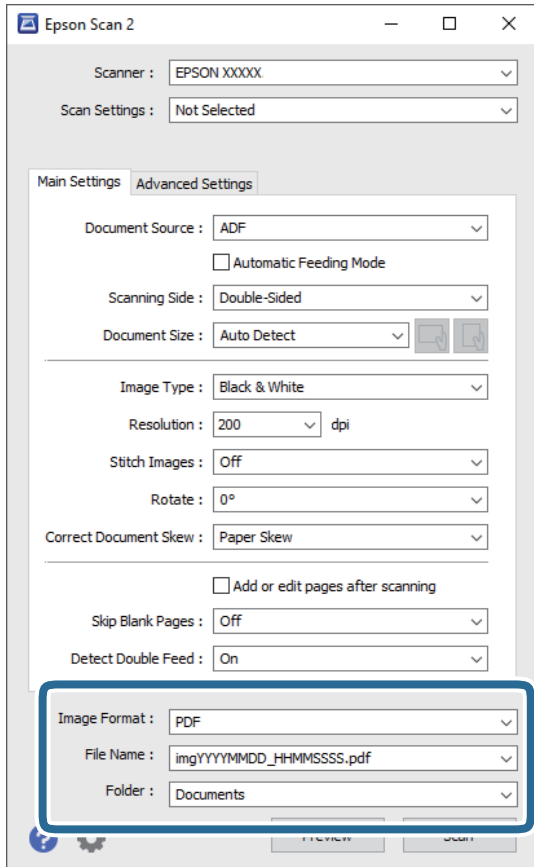 Epson Scan 2
Scanner : EPSON XXXXX
Scan Settings : Not Selected
Main Settings Advanced Settings
Document Source : ADF
Automatic Feeding Mode
Scanning Side : Double-Sided
Document Size : Auto Detect
Image Type : Black & White
Resolution : 200 dpi
Stitch Images : Off
Rotate : 0°
Correct Document Skew : Paper Skew
Add or edit pages after scanning
Skip Blank Pages : Off
Detect Double Feed : On
Image Format : PDF
File Name : imgYYYYMMDD_HHMMSSSS.pdf
Folder : Documents
? Preview Scan